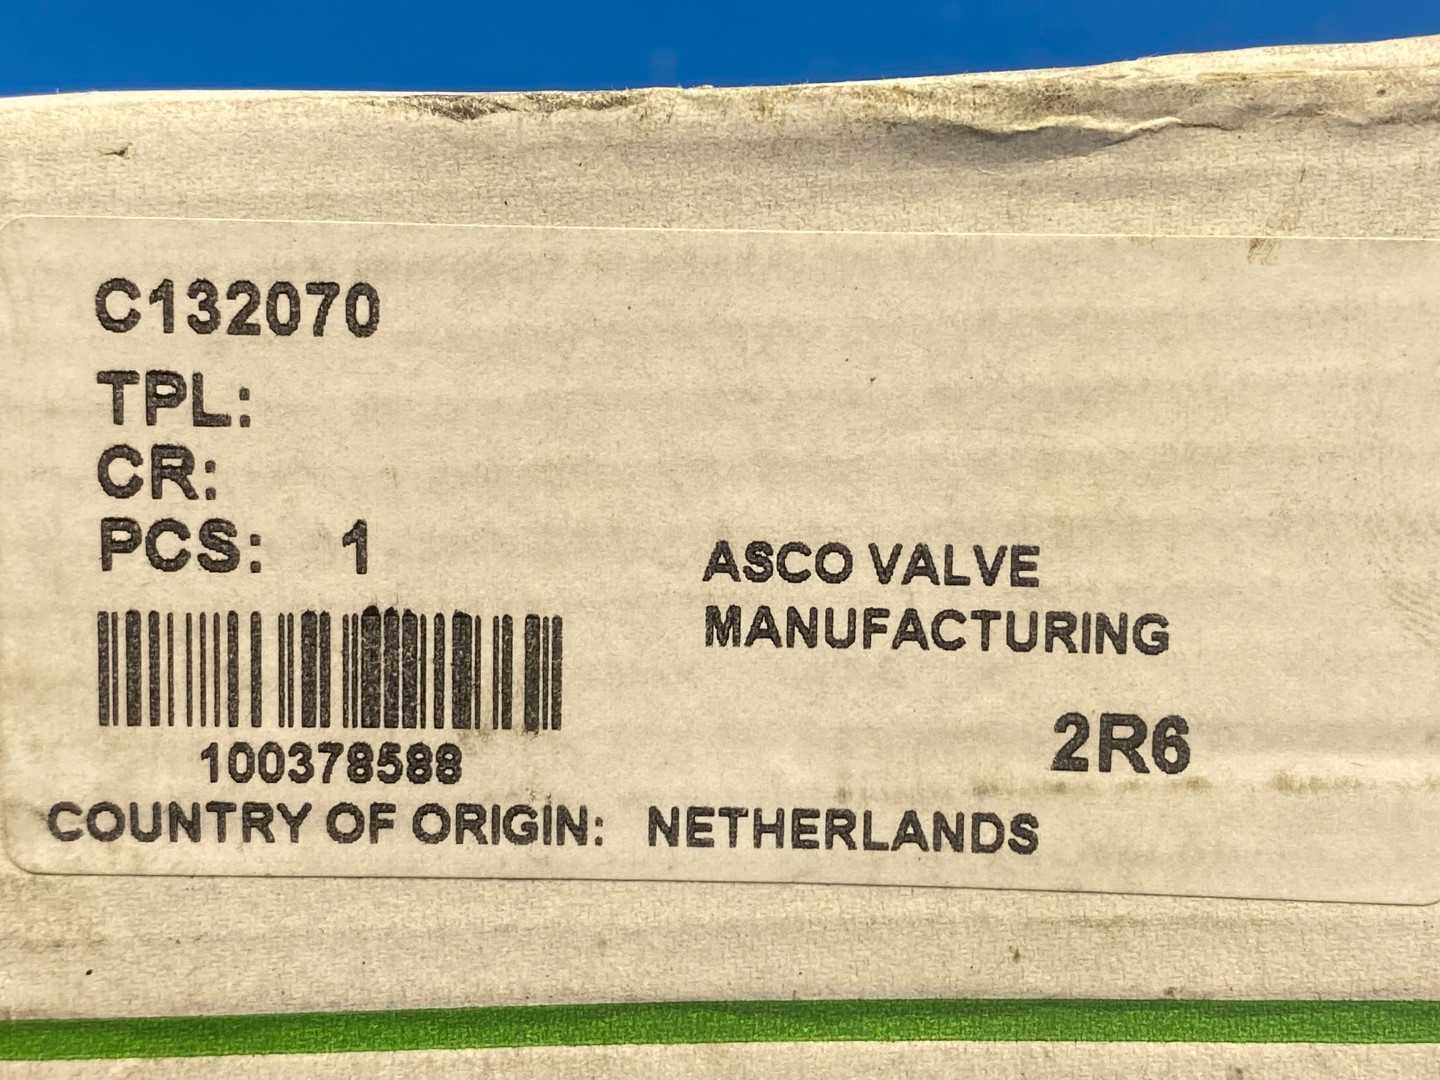 C132070
TPL:
CR:
PCS: 1
ASCO VALVE
MANUFACTURING
2R6
100378588
COUNTRY OF ORIGIN: NETHERLANDS